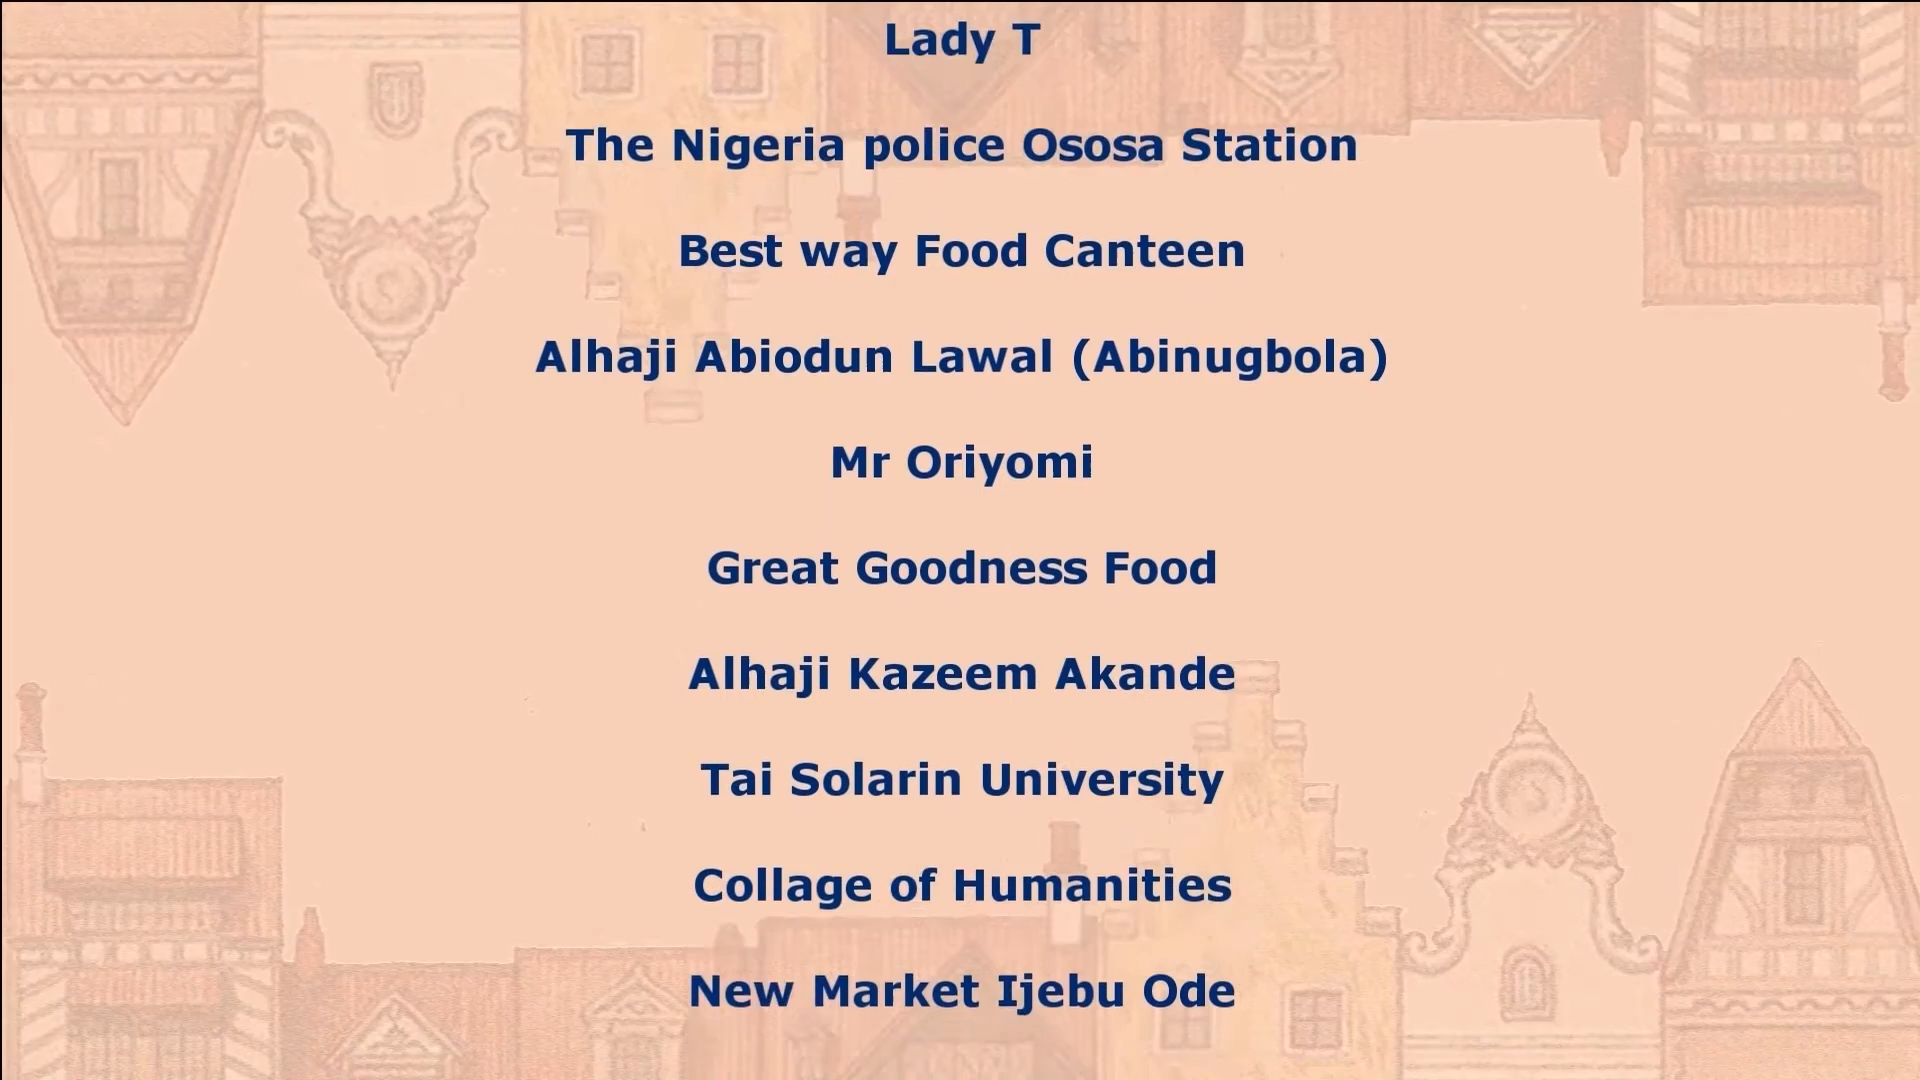 Lady T
The Nigeria police Ososa Station
Best way Food Canteen
Alhaji Abiodun Lawal (Abinugbola)
Mr Oriyomi
Great Goodness Food
Alhaji Kazeem Akande
Tai Solarin University
Collage of Humanities
New Market Ijebu Ode